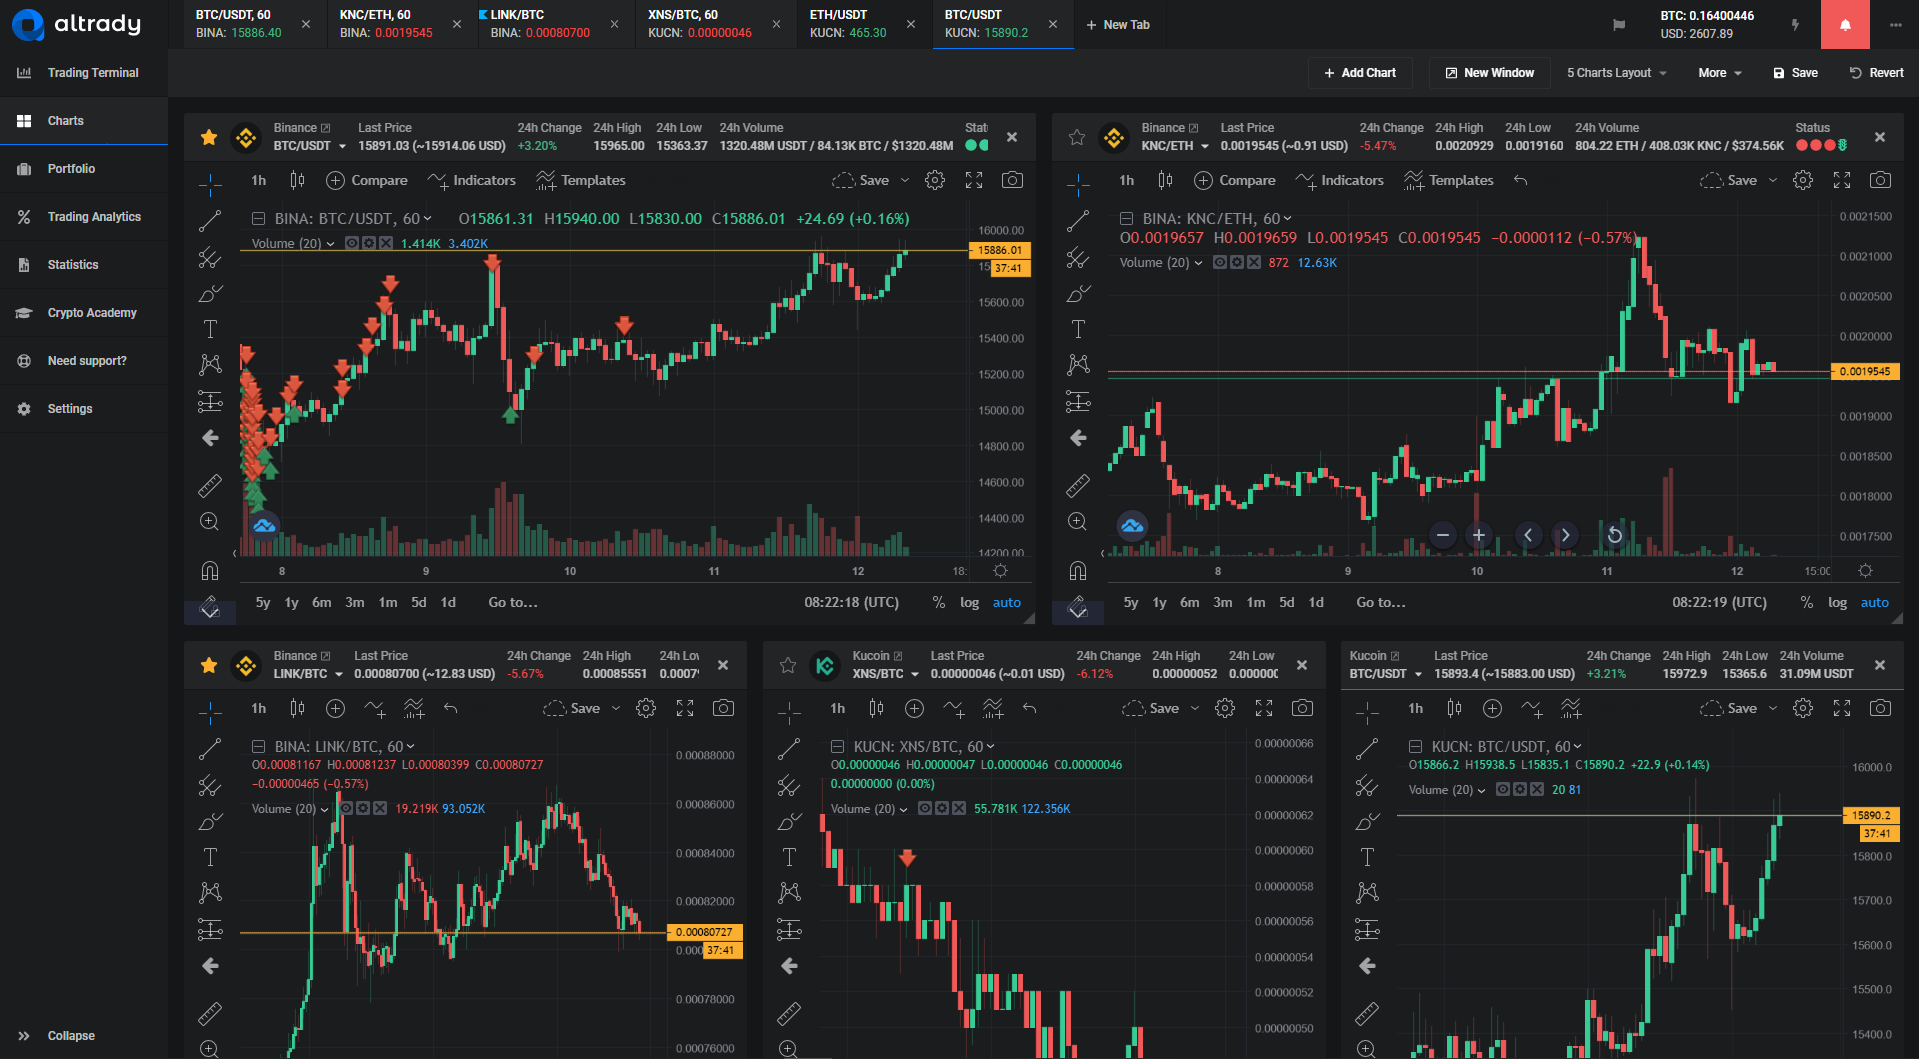 altrady
BTC/USDT, 60
BINA: 15886.40
KNC/ETH, 60
BINA: 0.0019545
LINK/BTC
BINA: 0.00080700
XNS/BTC, 60
KUCN: 0.00000046
ETH/USDT
KUCN: 465.30
BTC/USDT
KUCN: 15890.2
New Tab
BTC: 0.16400446
USD: 2607.89
Add Chart
New Window
5 Charts Layout
More
Save
Revert
Trading Terminal
Charts
Portfolio
Trading Analytics
Statistics
Crypto Academy
Need support?
Settings
Collapse
Binance Last Price 24h Change 24h High 24h Low 24h Volume Stat
BTC/USDT 15891.03 (~15914.06 USD) +3.20% 15965.00 15363.37 1320.48M USDT / 84.13K BTC / $1320.48M
1h Compare Indicators Templates Save
BINA: BTC/USDT, 60 O15861.31 H15940.00 L15830.00 C15886.01 +24.69 (+0.16%)
Volume (20) 1.414K 3.402K
16000.00
15886.01
37:41
15600.00
15400.00
15200.00
15000.00
14800.00
14600.00
14400.00
14200.00
8 9 10 11 12 18:
5y 1y 6m 3m 1m 5d 1d Go to... 08:22:18 (UTC) % log auto
Binance Last Price 24h Change 24h High 24h Low 24h Volume Status
KNC/ETH 0.0019545 (~0.91 USD) -5.47% 0.0020929 0.0019160 804.22 ETH / 408.03K KNC / $374.56K
1h Compare Indicators Templates Save
BINA: KNC/ETH, 60
O0.0019657 H0.0019659 L0.0019545 C0.0019545 −0.0000112 (−0.57%)
Volume (20) 872 12.63K
0.0021500
0.0021000
0.0020500
0.0020000
0.0019545
0.0019000
0.0018500
0.0018000
0.0017500
8 9 10 11 12 15:00
5y 1y 6m 3m 1m 5d 1d Go to... 08:22:19 (UTC) % log auto
Binance Last Price 24h Change 24h High 24h Lov
LINK/BTC 0.00080700 (~12.83 USD) -5.67% 0.00085551 0.0007
1h Save
BINA: LINK/BTC, 60
O0.00081167 H0.00081237 L0.00080399 C0.00080727
−0.00000465 (−0.57%)
Volume (20) 19.219K 93.052K
0.00088000
0.00086000
0.00084000
0.00082000
0.00080727
37:41
0.00078000
0.00076000
Kucoin Last Price 24h Change 24h High 24h Low
XNS/BTC 0.00000046 (~0.01 USD) -6.12% 0.00000052 0.00000
1h Save
KUCN: XNS/BTC, 60
O0.00000046 H0.00000047 L0.00000046 C0.00000046
0.00000000 (0.00%)
Volume (20) 55.781K 122.356K
0.00000066
0.00000064
0.00000062
0.00000060
0.00000058
0.00000056
0.00000054
0.00000052
0.00000050
Kucoin Last Price 24h Change 24h High 24h Low 24h Volume
BTC/USDT 15893.4 (~15883.00 USD) +3.21% 15972.9 15365.6 31.09M USDT
1h Save
KUCN: BTC/USDT, 60
O15866.2 H15938.5 L15835.1 C15890.2 +22.9 (+0.14%)
Volume (20) 20 81
16000.0
15890.2
37:41
15800.0
15700.0
15600.0
15500.0
15400.0